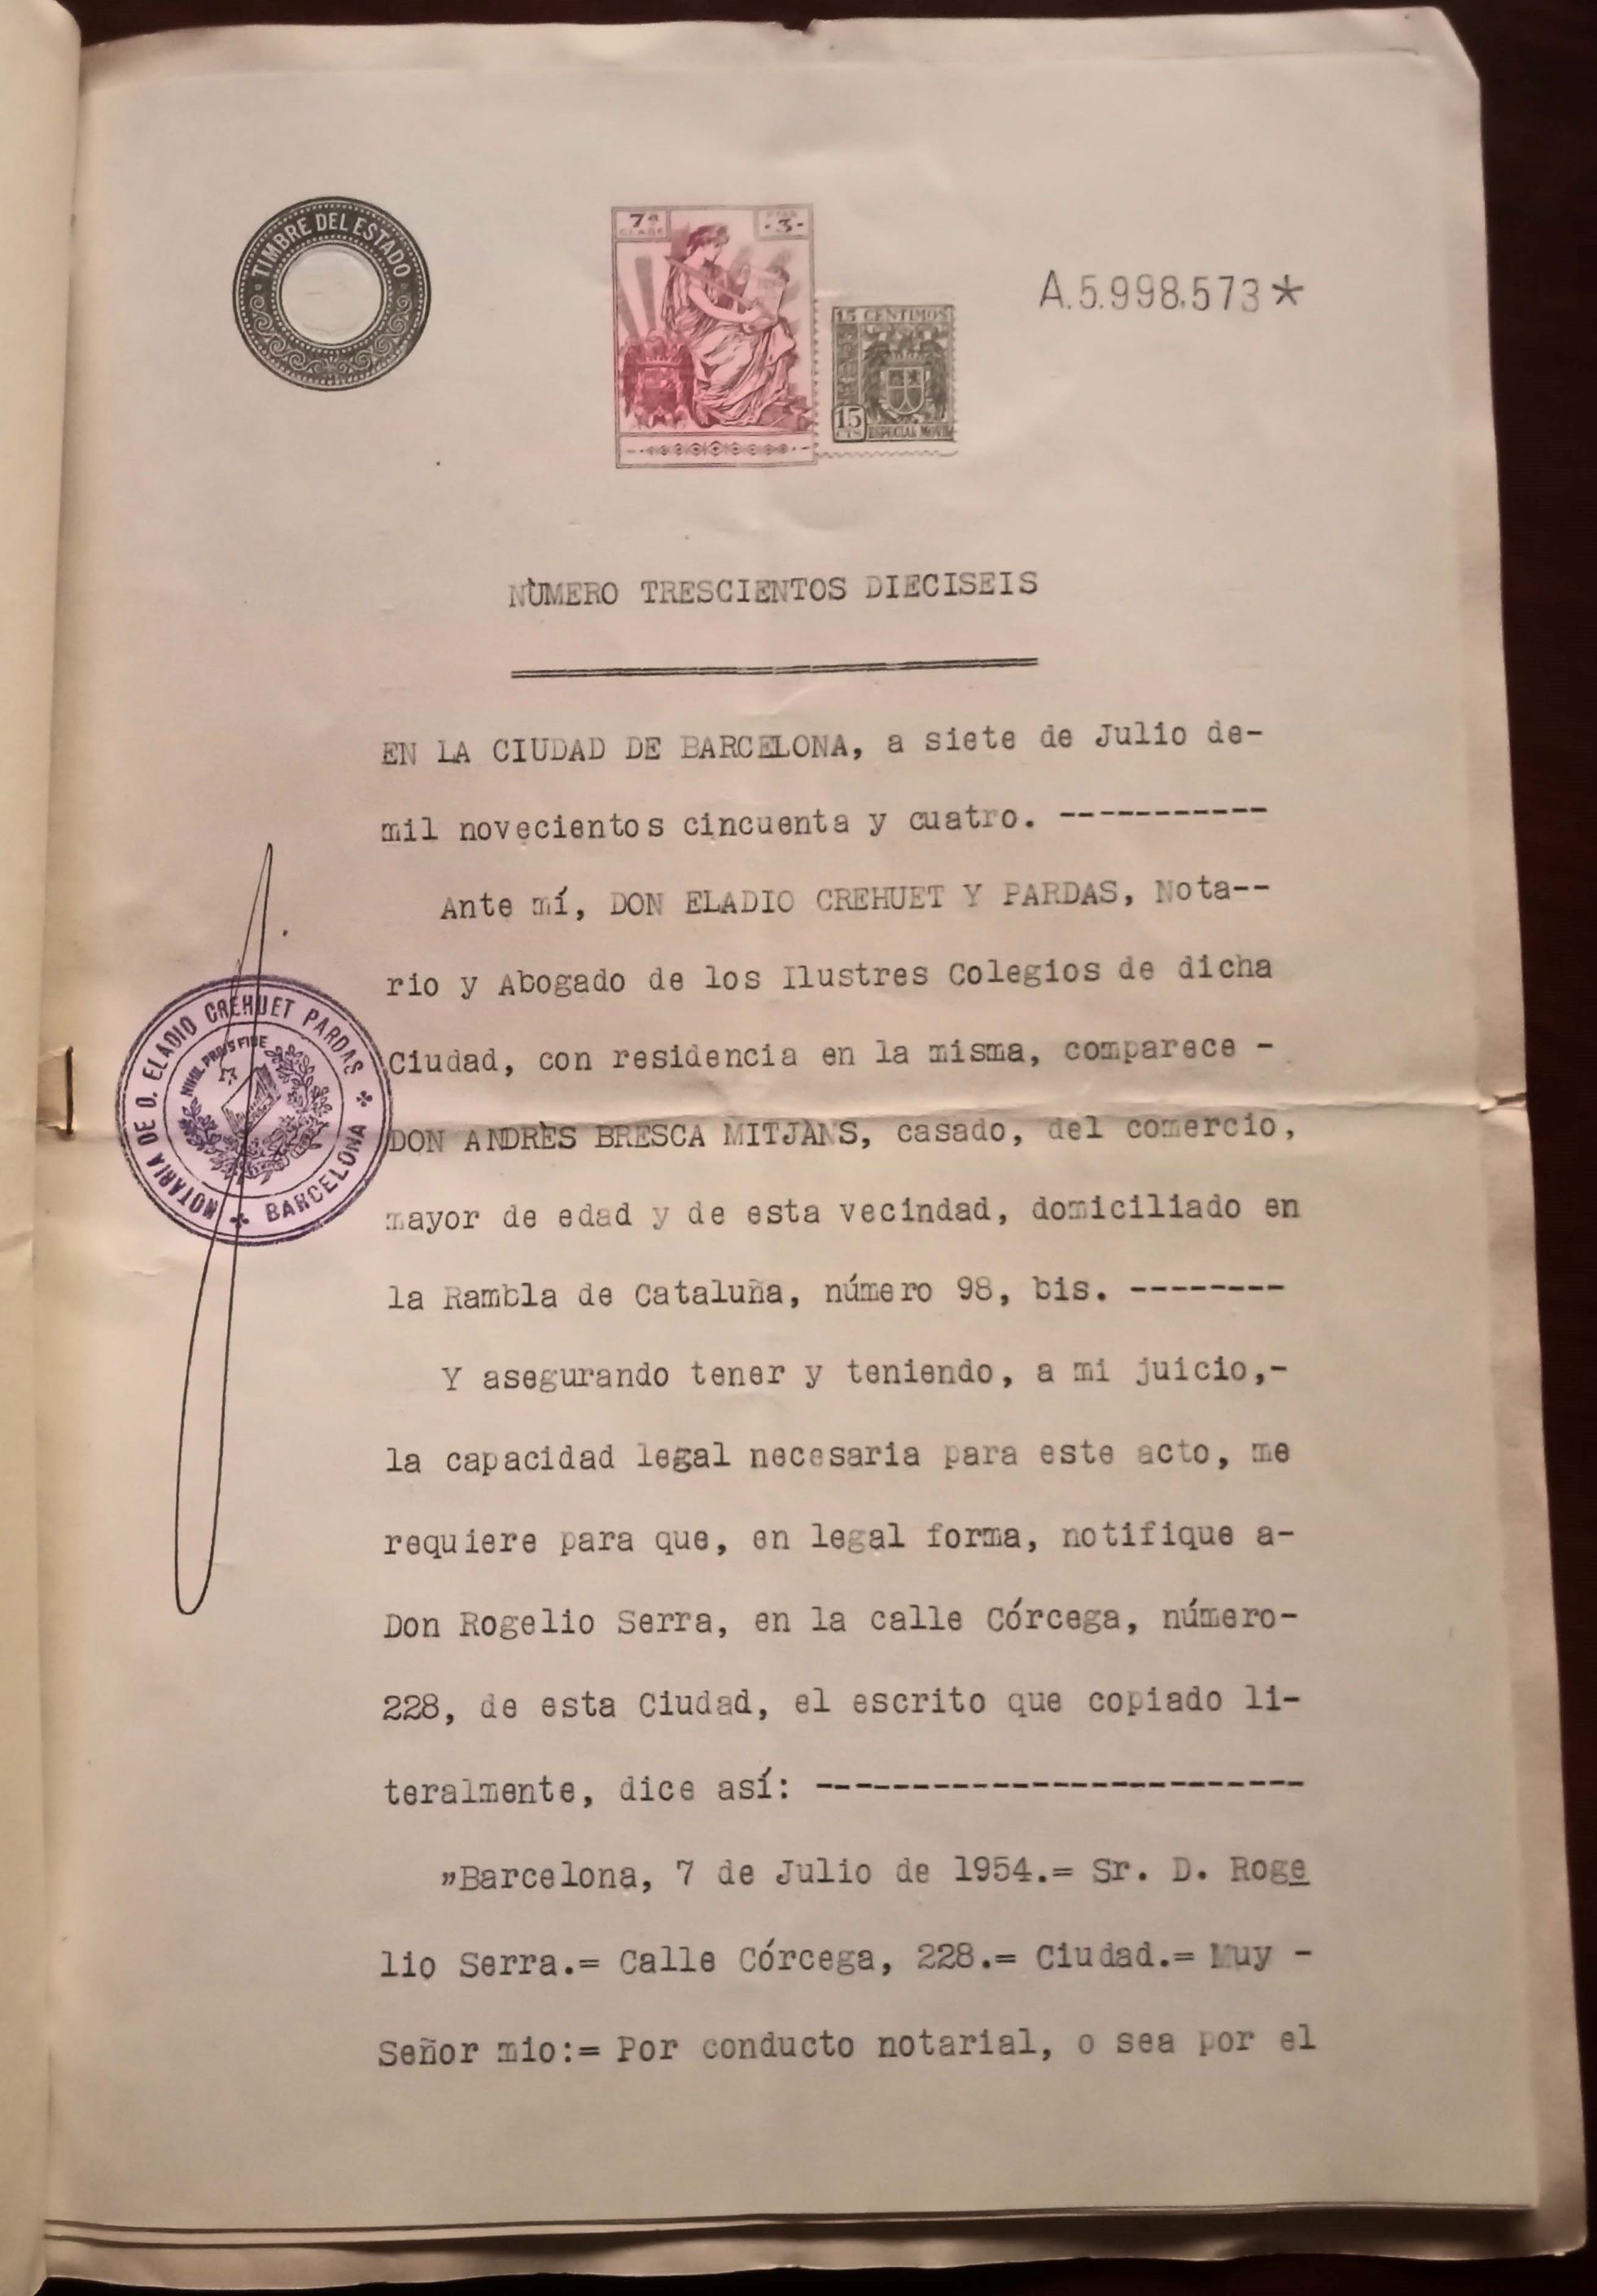 TIMBRE DEL ESTADO
7ª CLASE
-3-
15 CENTIMOS
15 CTS
ESPECIAL MOVIL
A.5.998.573*
NÙMERO TRESCIENTOS DIECISEIS
EN LA CIUDAD DE BARCELONA, a siete de Julio de-
mil novecientos cincuenta y cuatro. -----------
Ante mí, DON ELADIO CREHUET Y PARDAS, Nota--
rio y Abogado de los Ilustres Colegios de dicha
Ciudad, con residencia en la misma, comparece -
DON ANDRÈS BRESCA MITJÀNS, casado, del comercio,
mayor de edad y de esta vecindad, domiciliado en
la Rambla de Cataluña, número 98, bis. --------
Y asegurando tener y teniendo, a mi juicio,-
la capacidad legal necesaria para este acto, me
requiere para que, en legal forma, notifique a-
Don Rogelio Serra, en la calle Córcega, número-
228, de esta Ciudad, el escrito que copiado li-
teralmente, dice así: --------------------------
"Barcelona, 7 de Julio de 1954.= Sr. D. Roge
lio Serra.= Calle Córcega, 228.= Ciudad.= Muy -
Señor mio:= Por conducto notarial, o sea por el
NOTARIA DE D. ELADIO CREHUET PARDAS
BARCELONA
NIHIL PRIUS FIDE